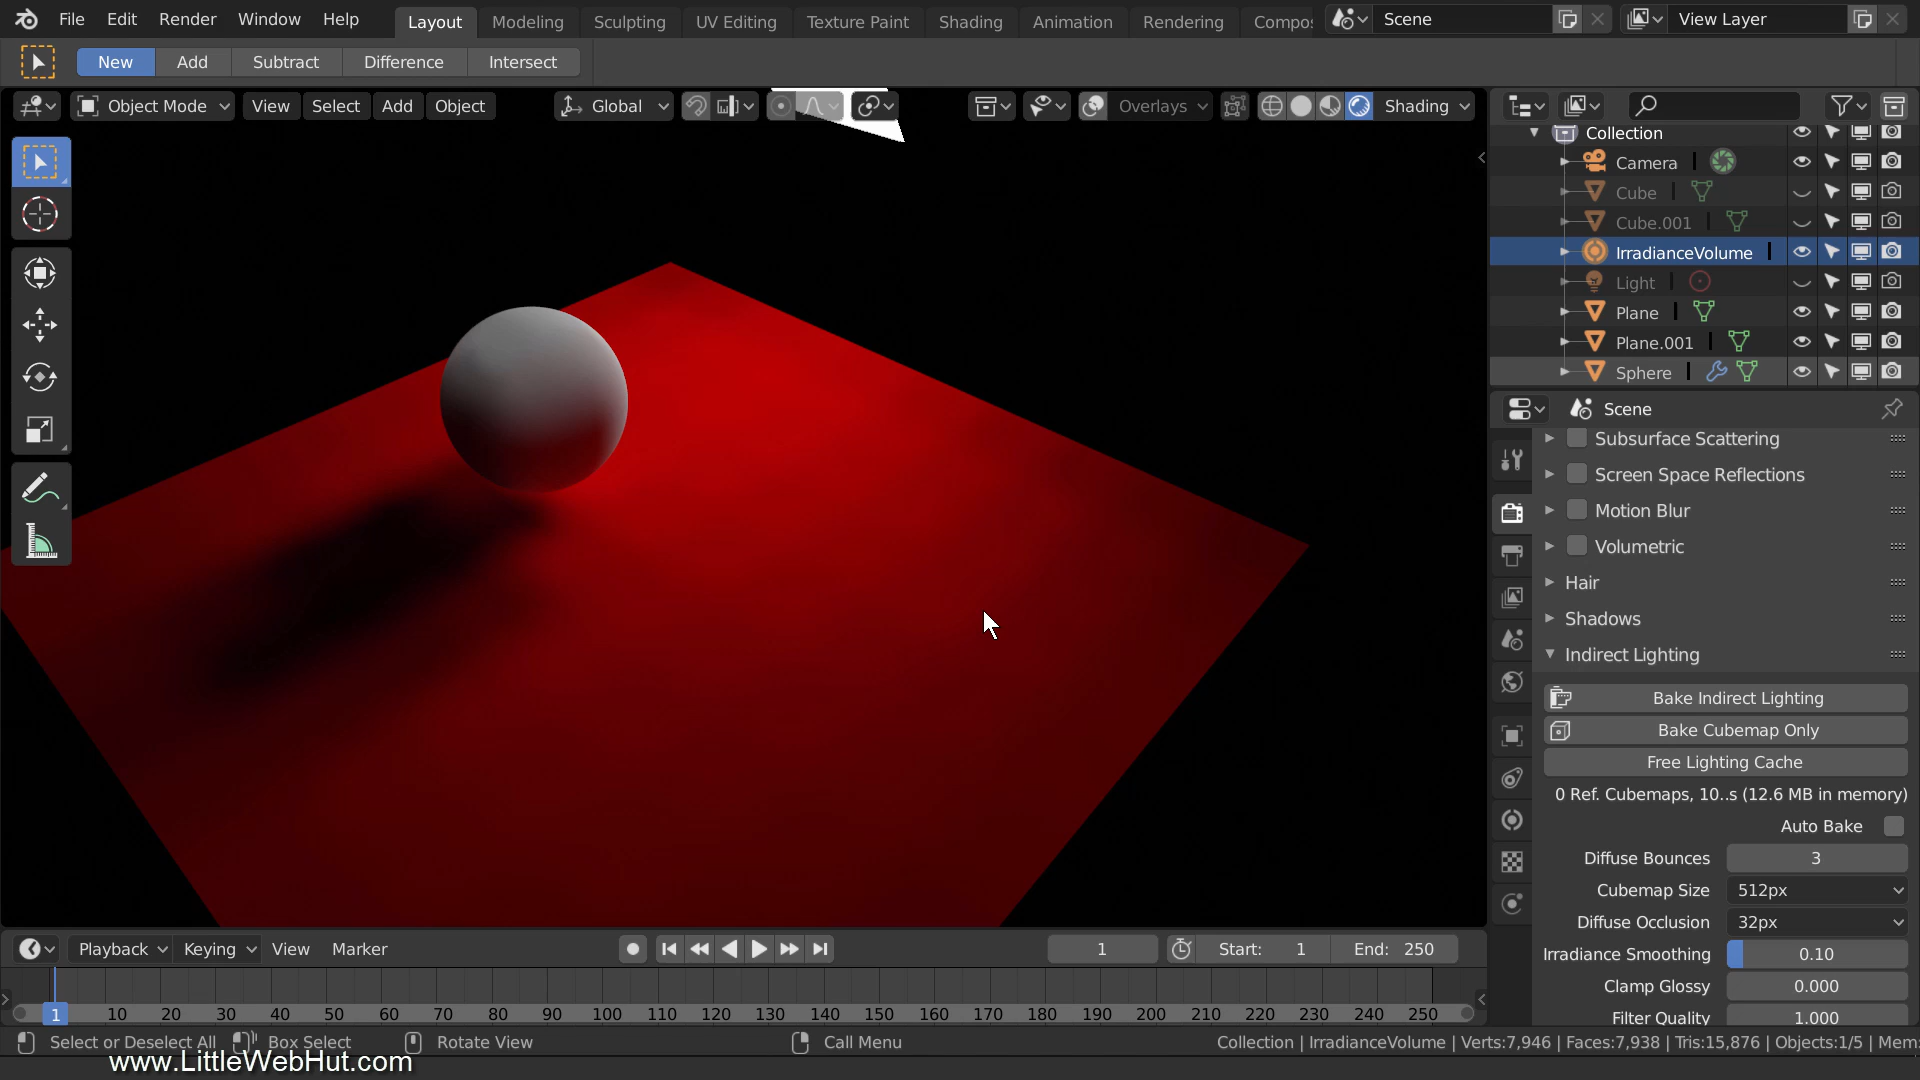 File Edit Render Window Help Layout Modeling Sculpting UV Editing Texture Paint Shading Animation Rendering Compos Scene View Layer
New Add Subtract Difference Intersect
Object Mode View Select Add Object Global Overlays Shading
Collection
Camera
Cube
Cube.001
IrradianceVolume
Light
Plane
Plane.001
Sphere
Scene
Subsurface Scattering
Screen Space Reflections
Motion Blur
Volumetric
Hair
Shadows
Indirect Lighting
Bake Indirect Lighting
Bake Cubemap Only
Free Lighting Cache
0 Ref. Cubemaps, 10..s (12.6 MB in memory)
Auto Bake
Diffuse Bounces 3
Cubemap Size 512px
Diffuse Occlusion 32px
Irradiance Smoothing 0.10
Clamp Glossy 0.000
Filter Quality 1.000
Playback Keying View Marker 1 Start: 1 End: 250
1 10 20 30 40 50 60 70 80 90 100 110 120 130 140 150 160 170 180 190 200 210 220 230 240 250
Select or Deselect All Box Select Rotate View Call Menu Collection | IrradianceVolume | Verts:7,946 | Faces:7,938 | Tris:15,876 | Objects:1/5 | Mem:
www.LittleWebHut.com